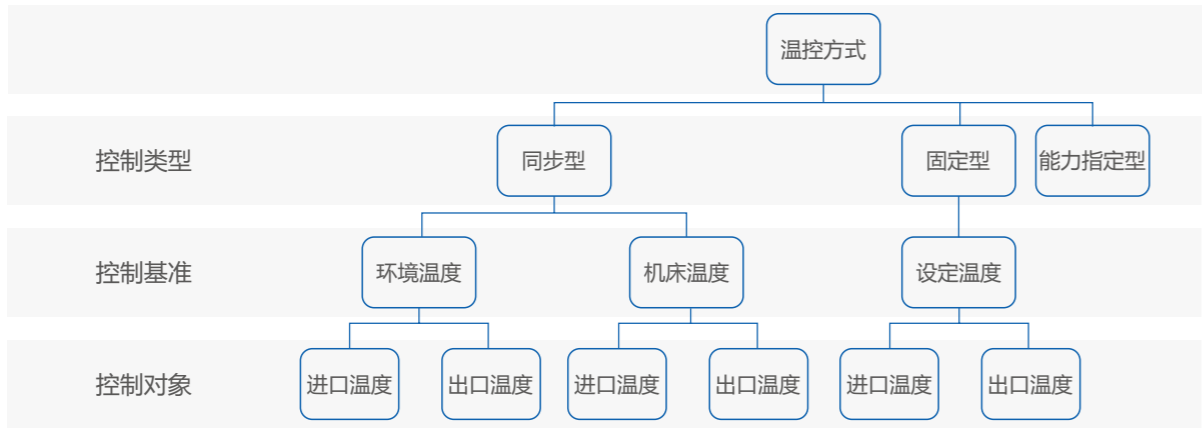 温控方式
控制类型
同步型
固定型
能力指定型
控制基准
环境温度
机床温度
设定温度
控制对象
进口温度
出口温度
进口温度
出口温度
进口温度
出口温度